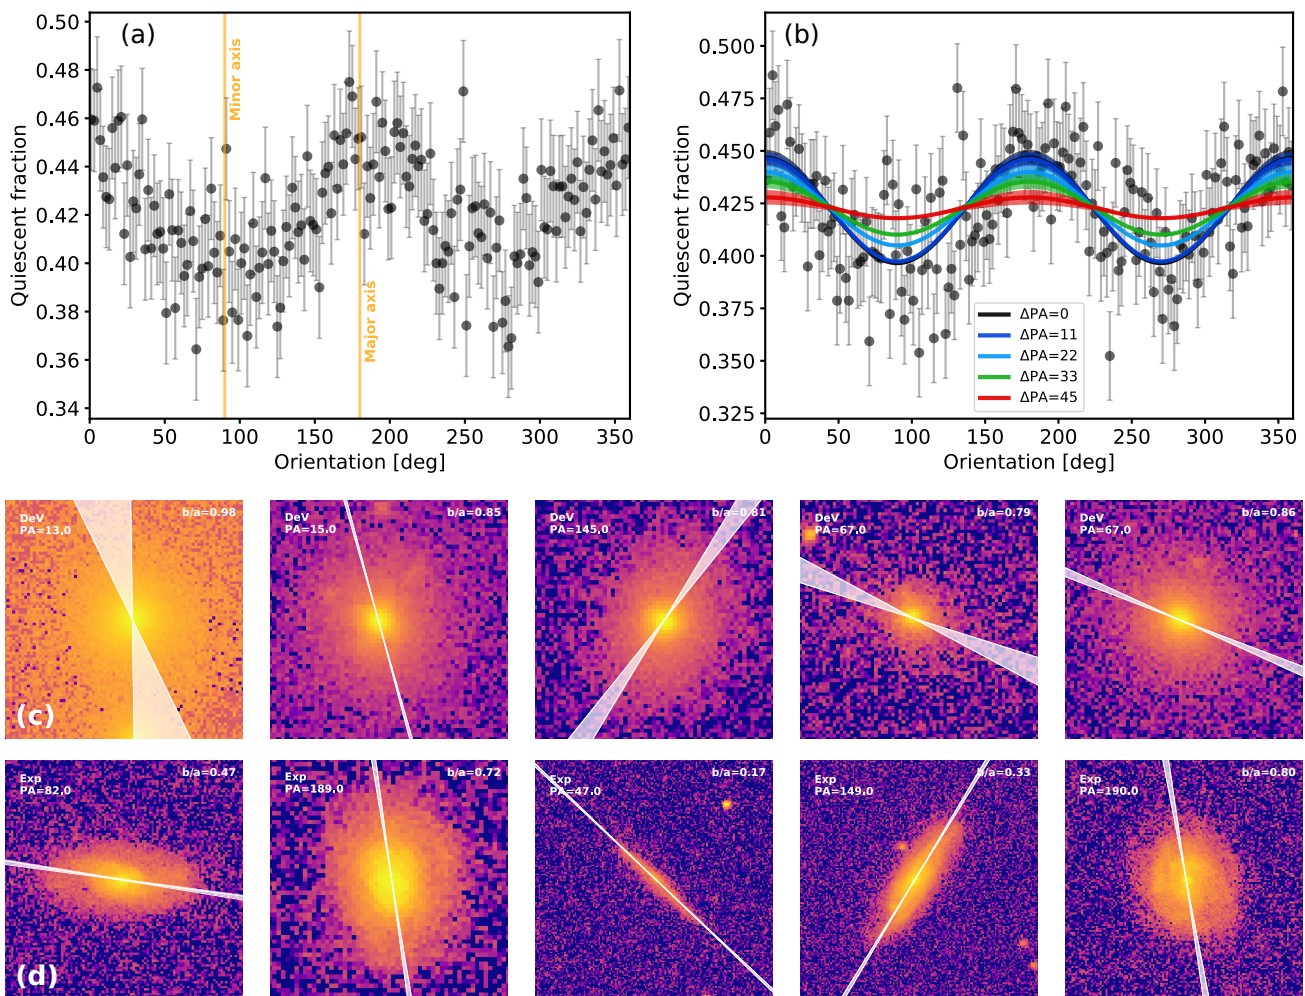 (a)
Minor axis
Major axis
0.50
0.48
0.46
0.44
0.42
0.40
0.38
0.36
0.34
Quiescent fraction
0
50
100
150
200
250
300
350
Orientation [deg]
(b)
0.500
0.475
0.450
0.425
0.400
0.375
0.350
0.325
Quiescent fraction
ΔPA=0
ΔPA=11
ΔPA=22
ΔPA=33
ΔPA=45
0
50
100
150
200
250
300
350
Orientation [deg]
DeV
PA=13.0
b/a=0.98
(c)
DeV
PA=15.0
b/a=0.85
DeV
PA=145.0
b/a=0.81
DeV
PA=67.0
b/a=0.79
DeV
PA=67.0
b/a=0.86
Exp
PA=82.0
b/a=0.47
(d)
Exp
PA=189.0
b/a=0.72
Exp
PA=47.0
b/a=0.17
Exp
PA=149.0
b/a=0.33
Exp
PA=190.0
b/a=0.80